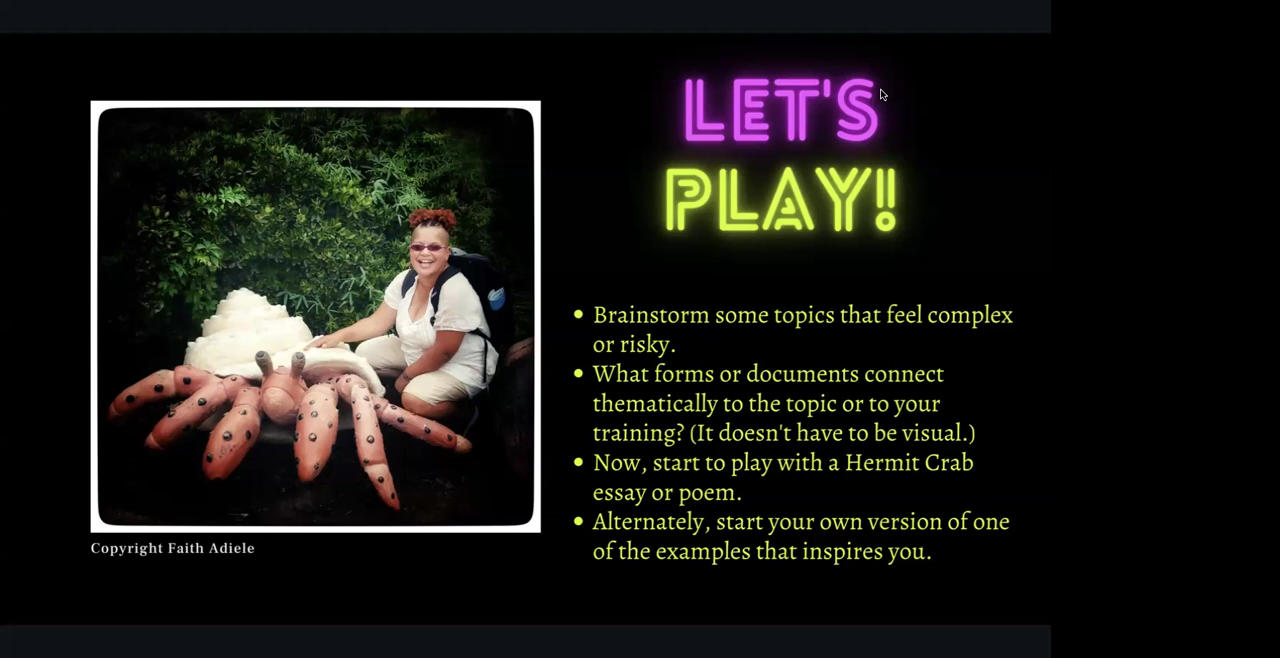 LET'S
PLAY!
• Brainstorm some topics that feel complex
or risky.
• What forms or documents connect
thematically to the topic or to your
training? (It doesn't have to be visual.)
• Now, start to play with a Hermit Crab
essay or poem.
• Alternately, start your own version of one
of the examples that inspires you.
Copyright Faith Adiele